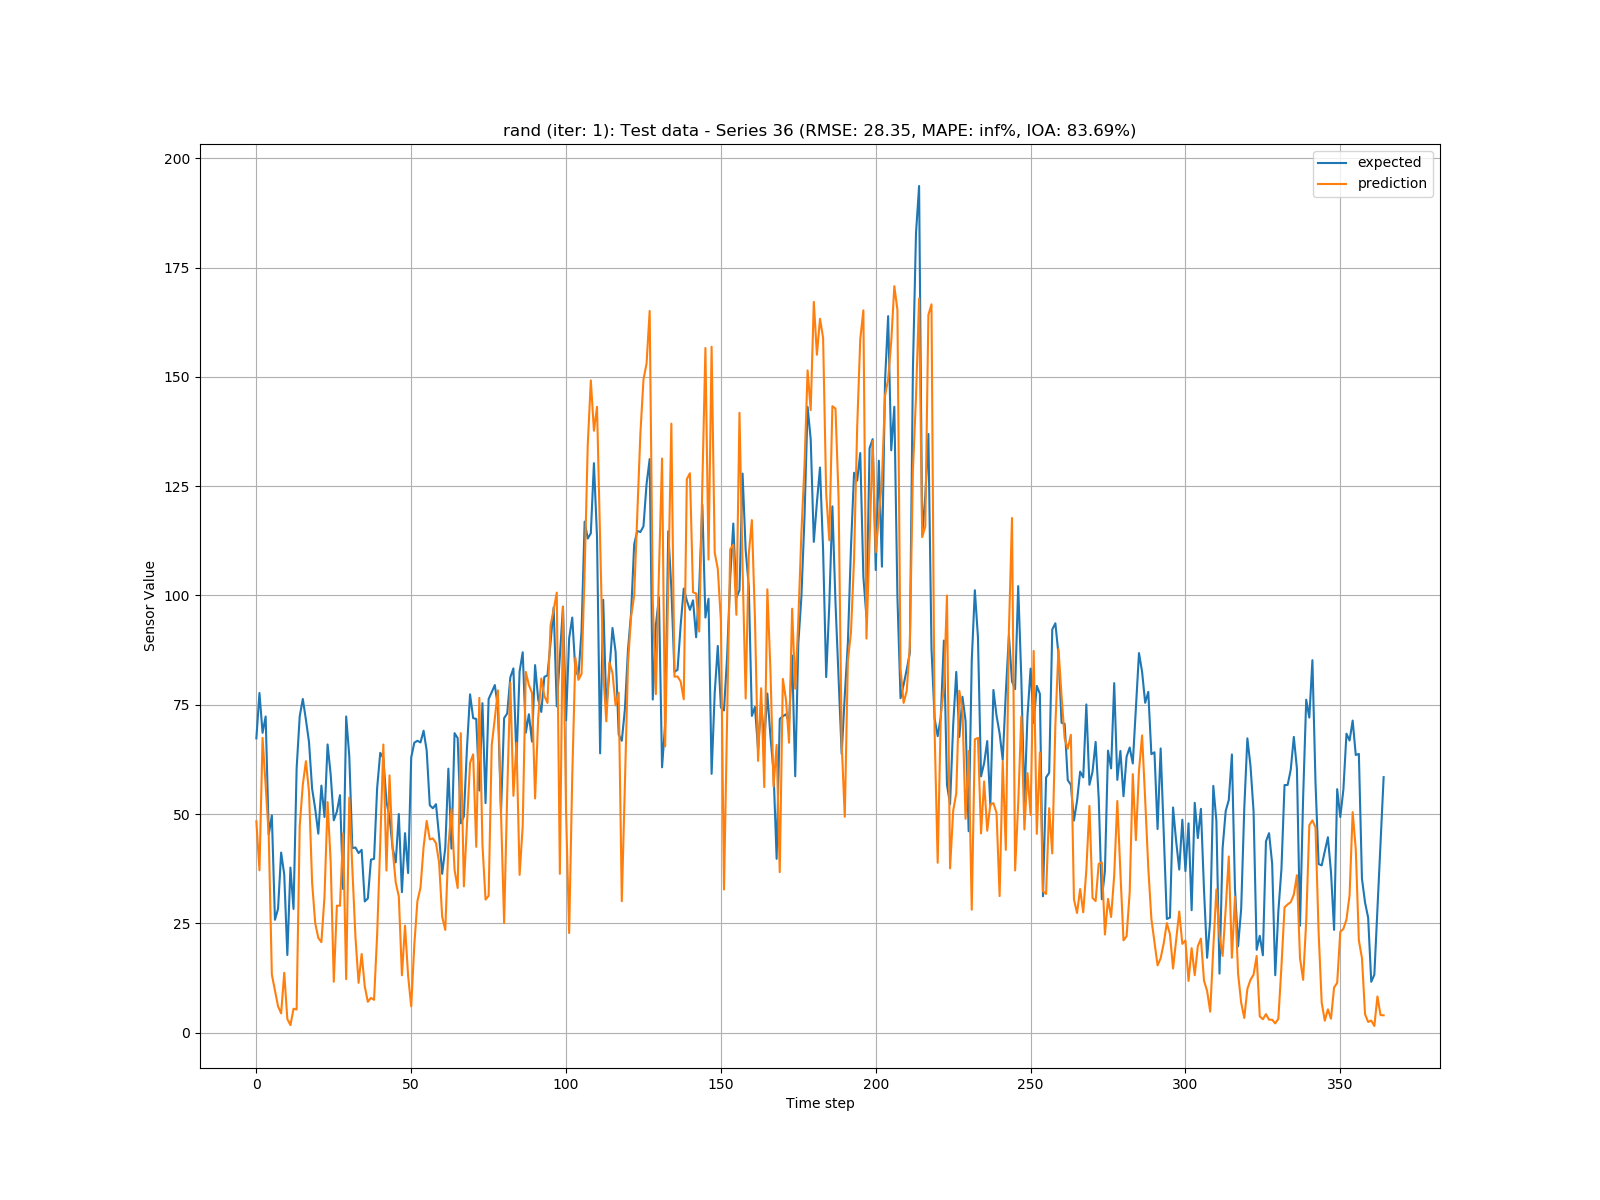 rand (iter: 1): Test data - Series 36 (RMSE: 28.35, MAPE: inf%, IOA: 83.69%)
expected
prediction
200
175
150
125
100
75
50
25
0
Sensor Value
0 50 100 150 200 250 300 350
Time step